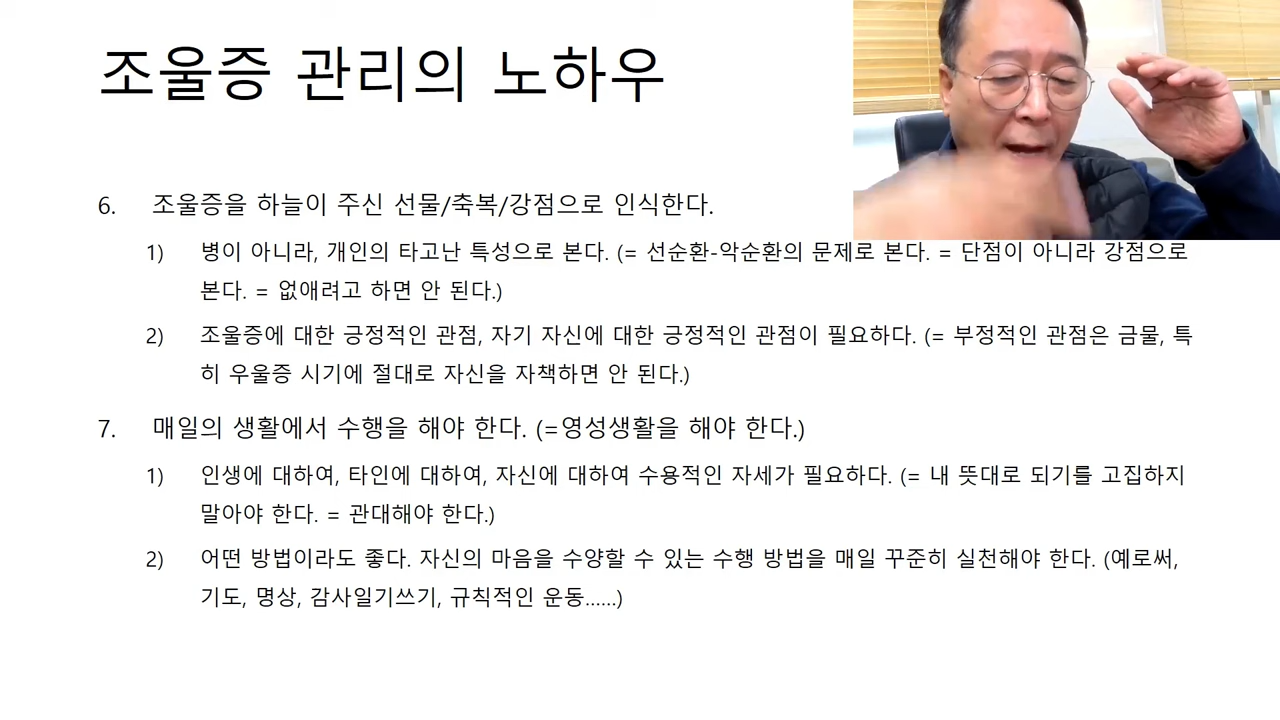 조울증 관리의 노하우
6. 조울증을 하늘이 주신 선물/축복/강점으로 인식한다.
1) 병이 아니라, 개인의 타고난 특성으로 본다. (= 선순환-악순환의 문제로 본다. = 단점이 아니라 강점으로
본다. = 없애려고 하면 안 된다.)
2) 조울증에 대한 긍정적인 관점, 자기 자신에 대한 긍정적인 관점이 필요하다. (= 부정적인 관점은 금물, 특
히 우울증 시기에 절대로 자신을 자책하면 안 된다.)
7. 매일의 생활에서 수행을 해야 한다. (=영성생활을 해야 한다.)
1) 인생에 대하여, 타인에 대하여, 자신에 대하여 수용적인 자세가 필요하다. (= 내 뜻대로 되기를 고집하지
말아야 한다. = 관대해야 한다.)
2) 어떤 방법이라도 좋다. 자신의 마음을 수양할 수 있는 수행 방법을 매일 꾸준히 실천해야 한다. (예로써,
기도, 명상, 감사일기쓰기, 규칙적인 운동......)